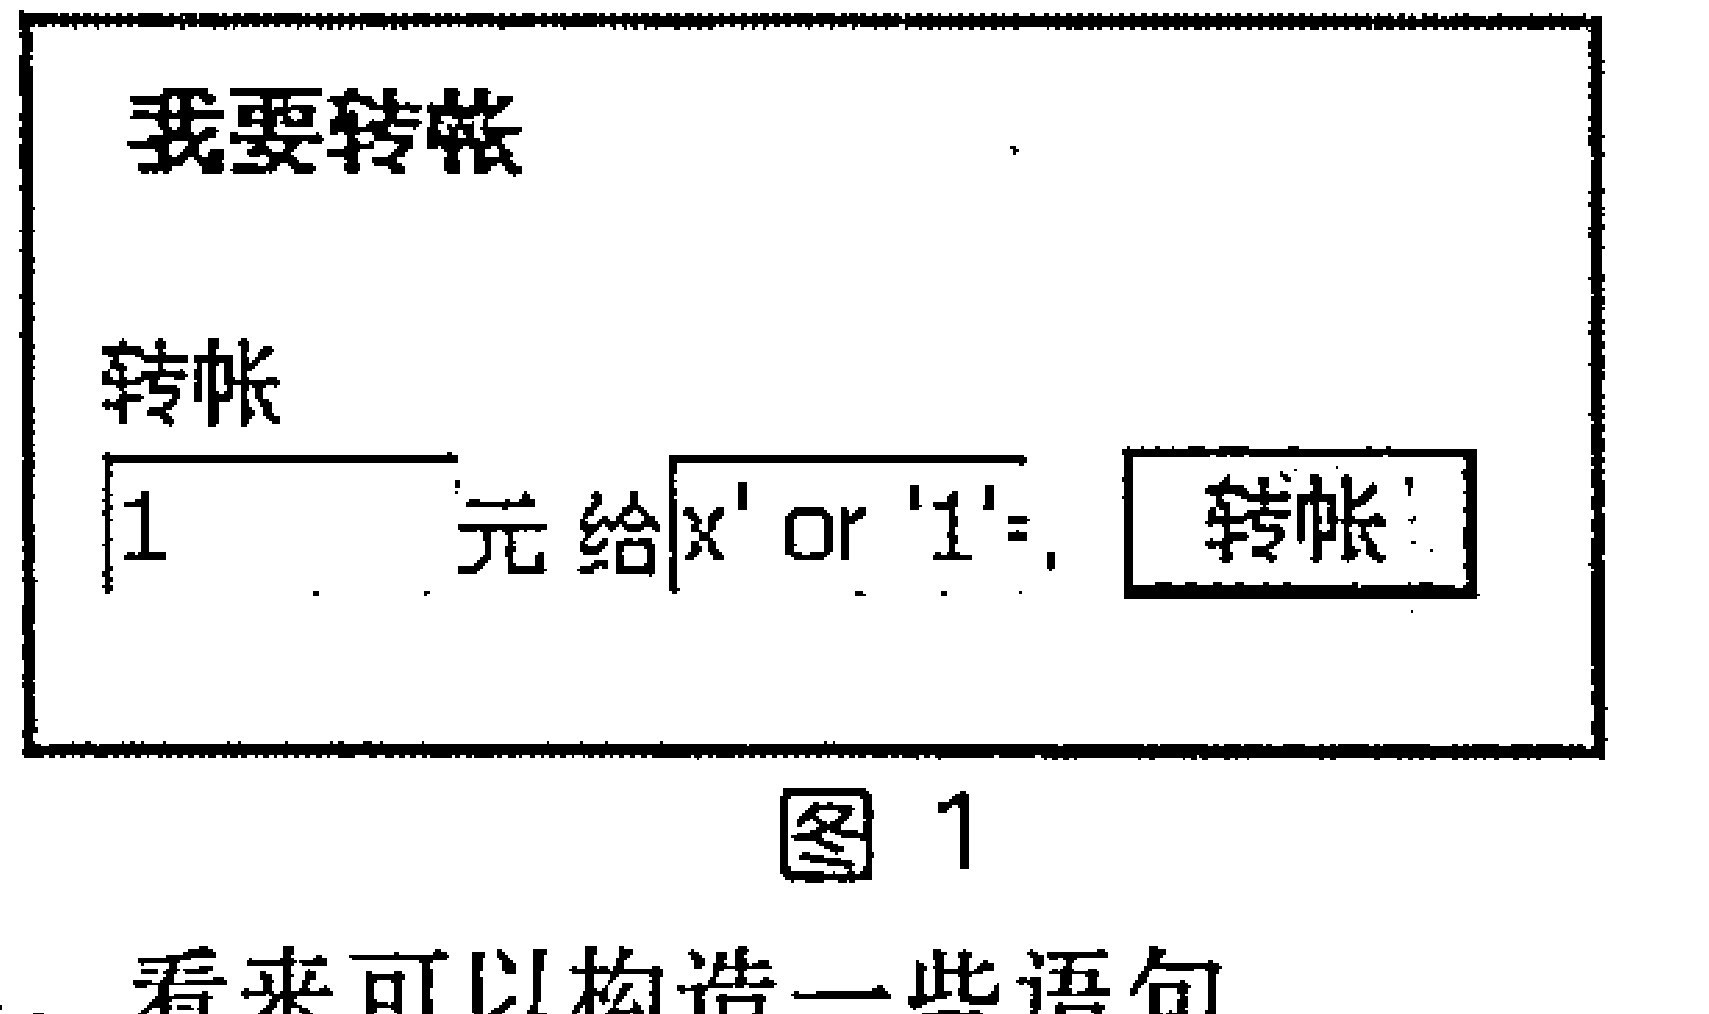 我要转帐
转帐
1 元 给 x' or '1'= 转帐
图 1
看来可以构造一些语句